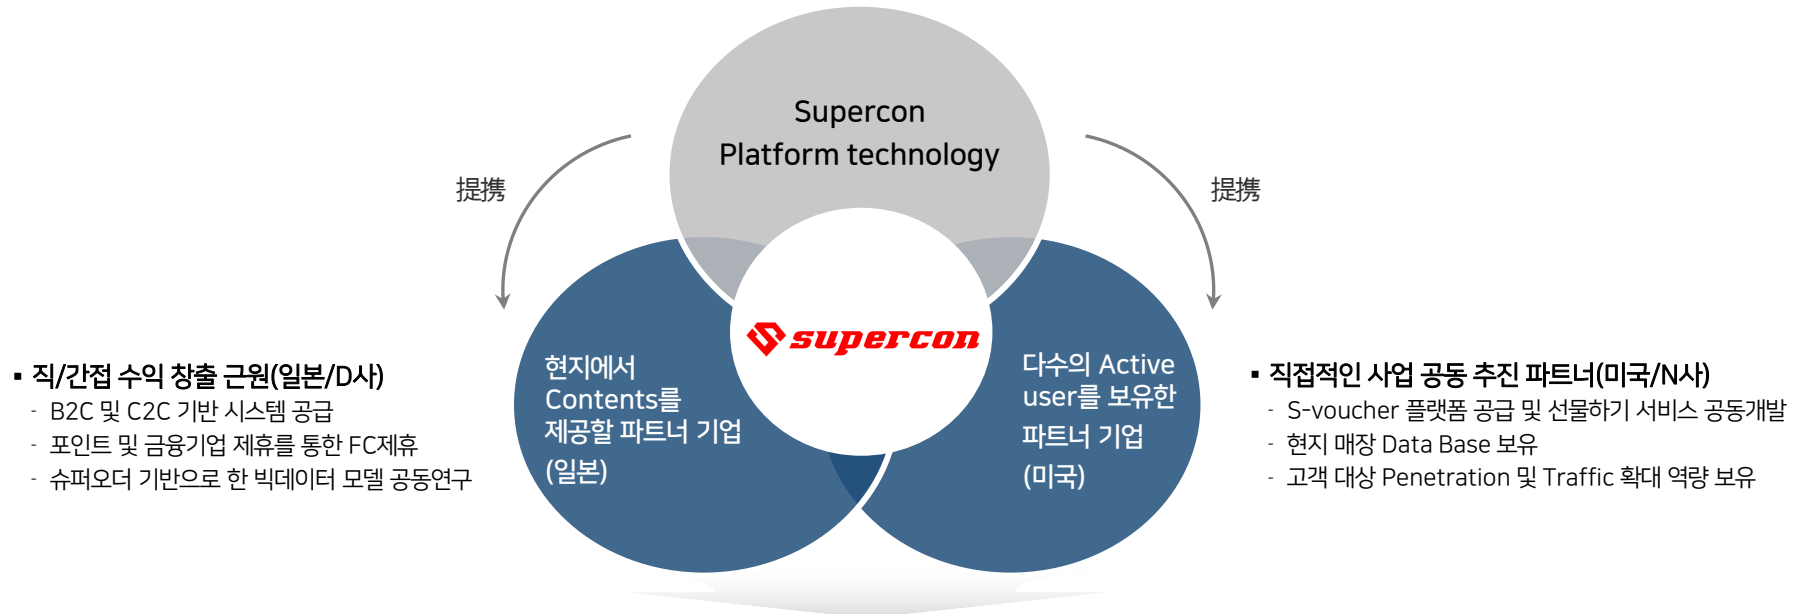 Supercon
Platform technology
提携
提携
supercon
▪ 직/간접 수익 창출 근원(일본/D사)
- B2C 및 C2C 기반 시스템 공급
- 포인트 및 금융기업 제휴를 통한 FC제휴
- 슈퍼오더 기반으로 한 빅데이터 모델 공동연구
현지에서
Contents를
제공할 파트너 기업
(일본)
다수의 Active
user를 보유한
파트너 기업
(미국)
▪ 직접적인 사업 공동 추진 파트너(미국/N사)
- S-voucher 플랫폼 공급 및 선물하기 서비스 공동개발
- 현지 매장 Data Base 보유
- 고객 대상 Penetration 및 Traffic 확대 역량 보유